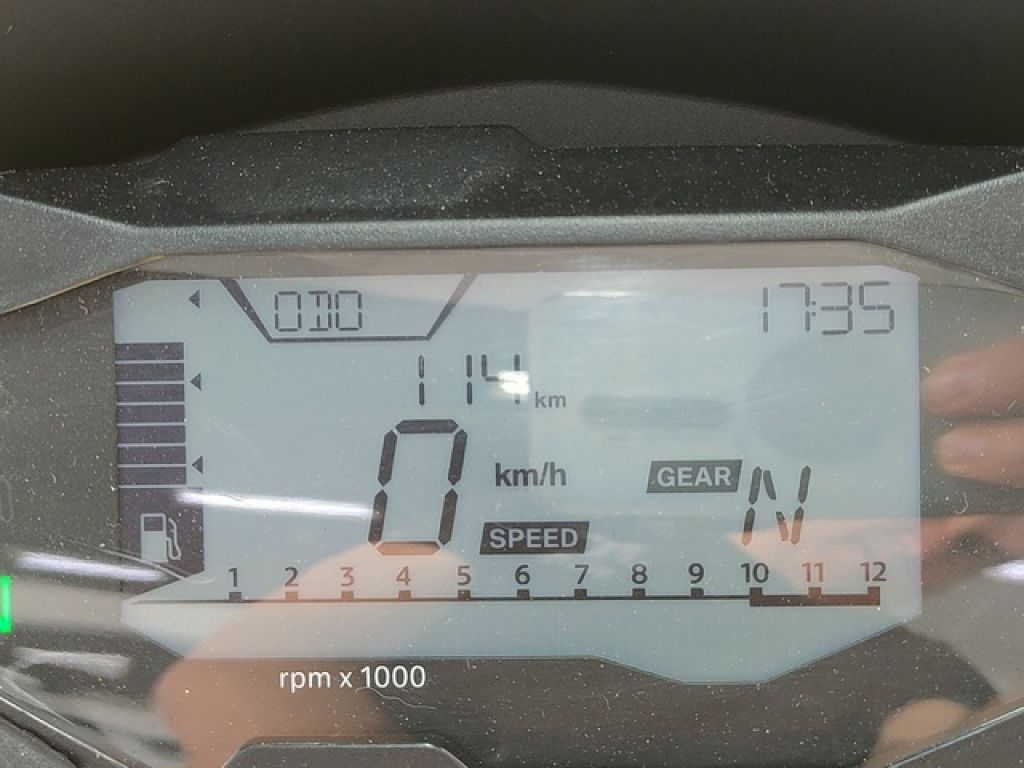 ODO 17:35
114 km
0 km/h GEAR N
SPEED
1 2 3 4 5 6 7 8 9 10 11 12
rpm x 1000